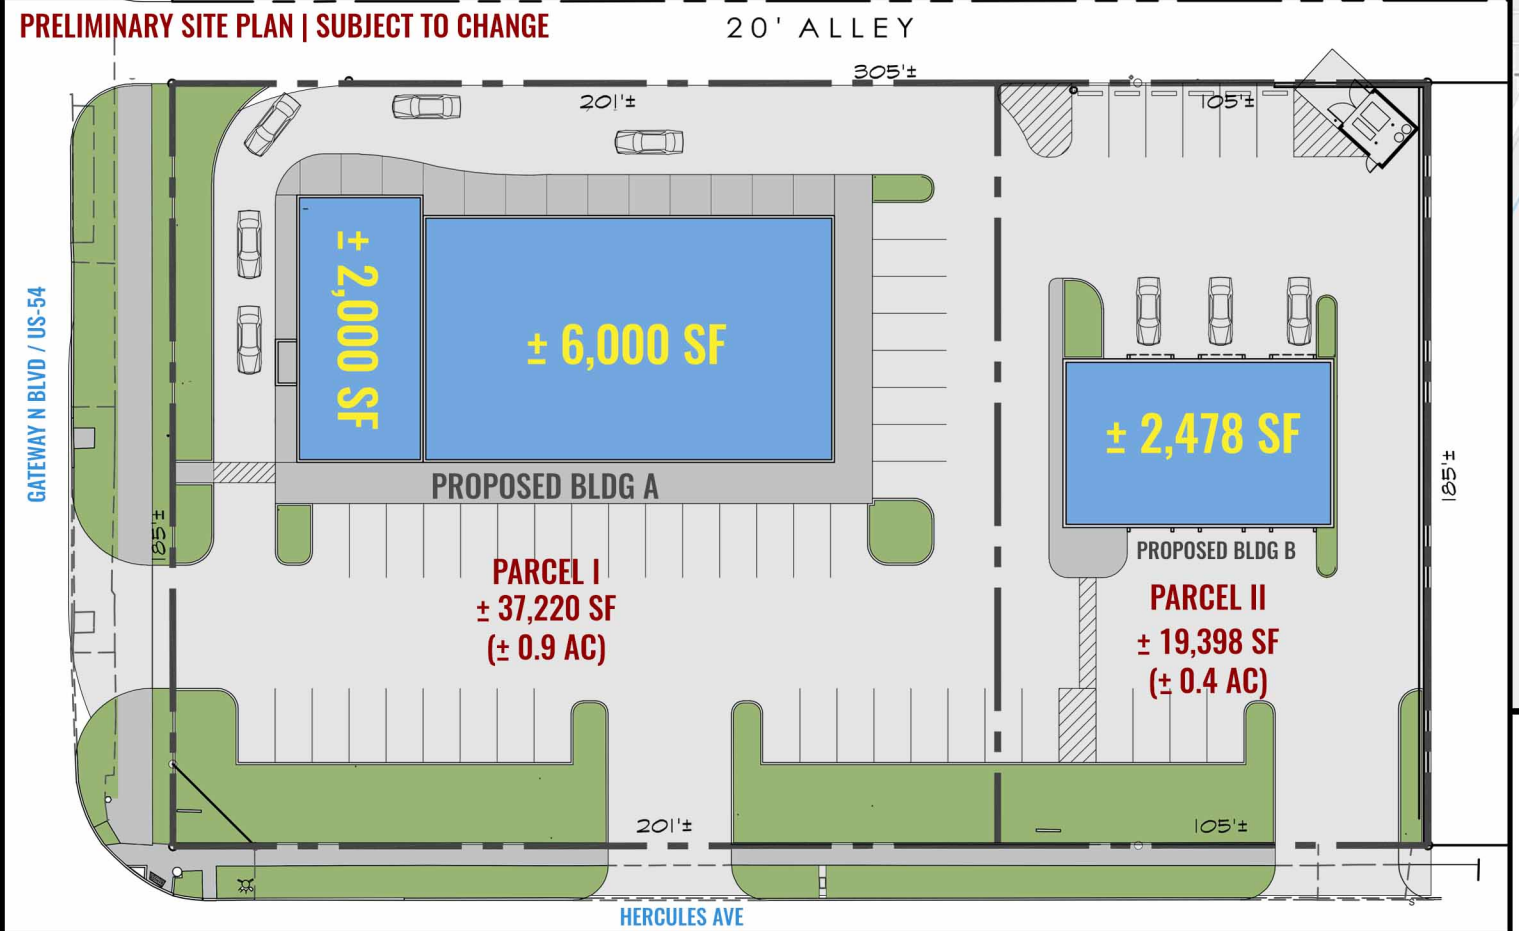 PRELIMINARY SITE PLAN | SUBJECT TO CHANGE
20' ALLEY
305'±
201'±
105'±
± 2,000 SF
± 6,000 SF
± 2,478 SF
GATEWAY N BLVD / US-54
185'±
185'±
PROPOSED BLDG A
PROPOSED BLDG B
PARCEL I
± 37,220 SF
(± 0.9 AC)
PARCEL II
± 19,398 SF
(± 0.4 AC)
201'±
105'±
HERCULES AVE